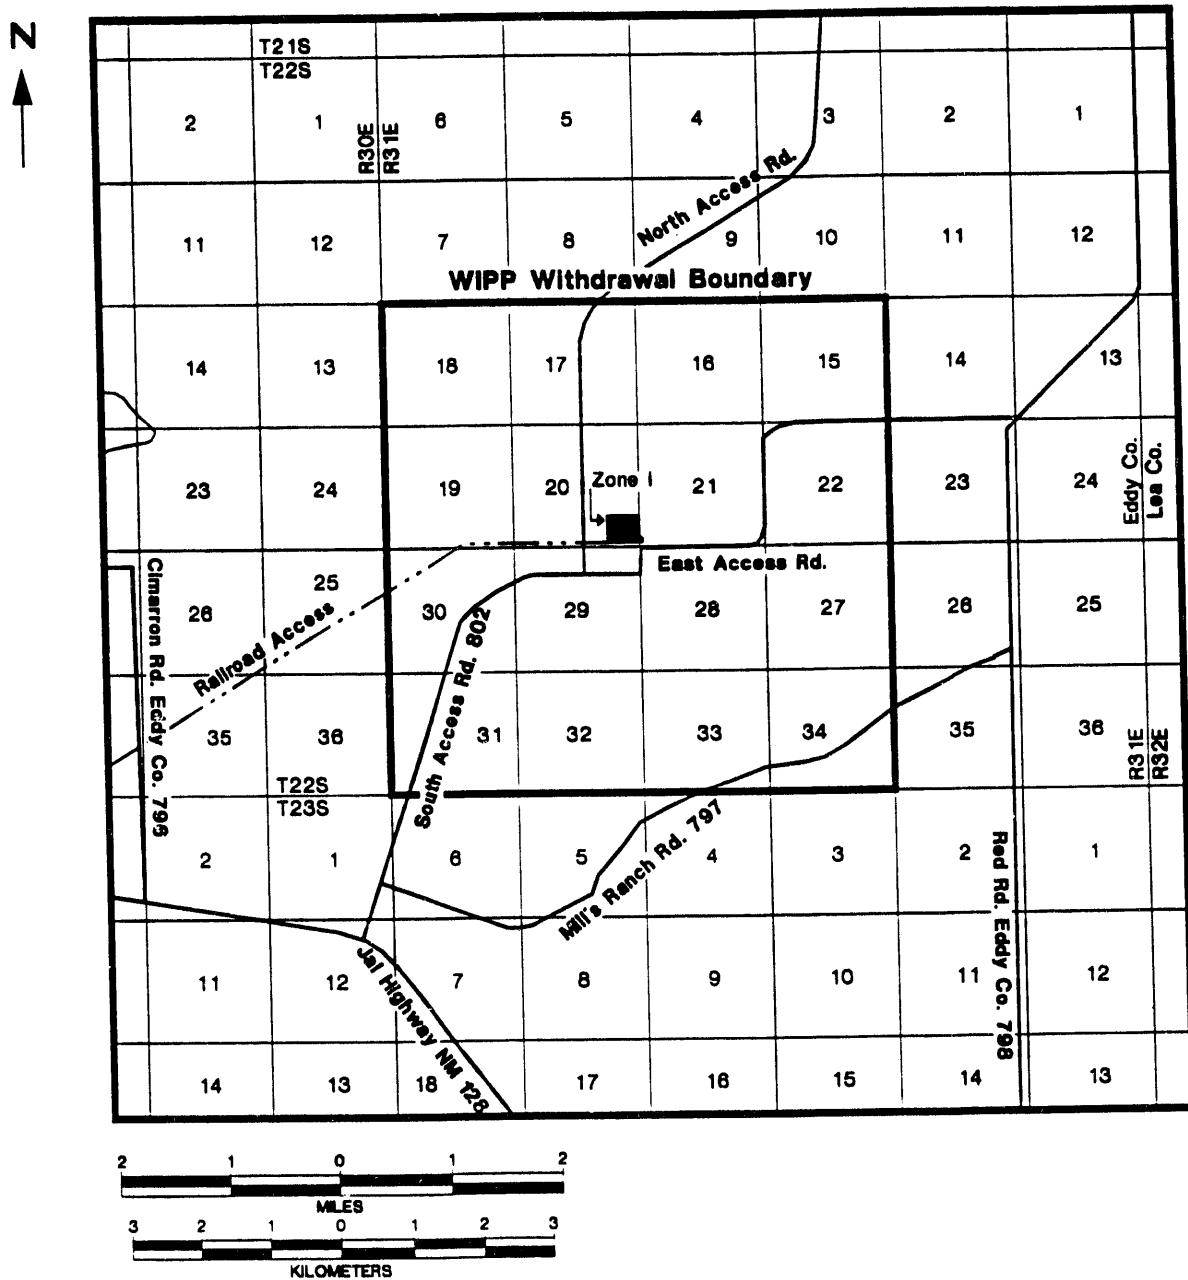 N
T21S
T22S
2 1 6 5 4 3 2 1
R30E
R31E
North Access Rd.
11 12 7 8 9 10 11 12
WIPP Withdrawal Boundary
14 13 18 17 16 15 14 13
23 24 19 20 21 22 23 24
Zone I
Eddy Co.
Lea Co.
East Access Rd.
26 25 30 29 28 27 26 25
Cimarron Rd. Eddy Co. 796
Railroad Access
South Access Rd. 802
35 36 31 32 33 34 35 36
R31E
R32E
T22S
T23S
2 1 6 5 4 3 2 1
Mill's Ranch Rd. 797
Red Rd. Eddy Co. 798
11 12 7 8 9 10 11 12
Jal Highway NM 128
14 13 18 17 16 15 14 13
2 1 0 1 2
MILES
3 2 1 0 1 2 3
KILOMETERS